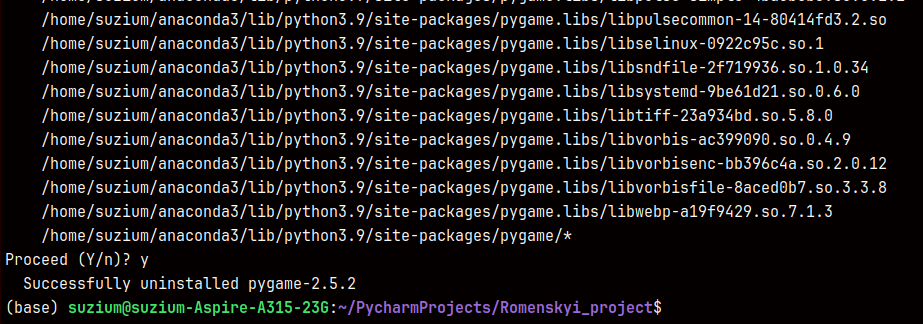 /home/suzium/anaconda3/lib/python3.9/site-packages/pygame.libs/libpulsecommon-14-80414fd3.2.so
/home/suzium/anaconda3/lib/python3.9/site-packages/pygame.libs/libselinux-0922c95c.so.1
/home/suzium/anaconda3/lib/python3.9/site-packages/pygame.libs/libsndfile-2f719936.so.1.0.34
/home/suzium/anaconda3/lib/python3.9/site-packages/pygame.libs/libsystemd-9be61d21.so.0.6.0
/home/suzium/anaconda3/lib/python3.9/site-packages/pygame.libs/libtiff-23a934bd.so.5.8.0
/home/suzium/anaconda3/lib/python3.9/site-packages/pygame.libs/libvorbis-ac399090.so.0.4.9
/home/suzium/anaconda3/lib/python3.9/site-packages/pygame.libs/libvorbisenc-bb396c4a.so.2.0.12
/home/suzium/anaconda3/lib/python3.9/site-packages/pygame.libs/libvorbisfile-8aced0b7.so.3.3.8
/home/suzium/anaconda3/lib/python3.9/site-packages/pygame.libs/libwebp-a19f9429.so.7.1.3
/home/suzium/anaconda3/lib/python3.9/site-packages/pygame/*
Proceed (Y/n)? y
Successfully uninstalled pygame-2.5.2
(base) suzium@suzium-Aspire-A315-23G:~/PycharmProjects/Romenskyi_project$